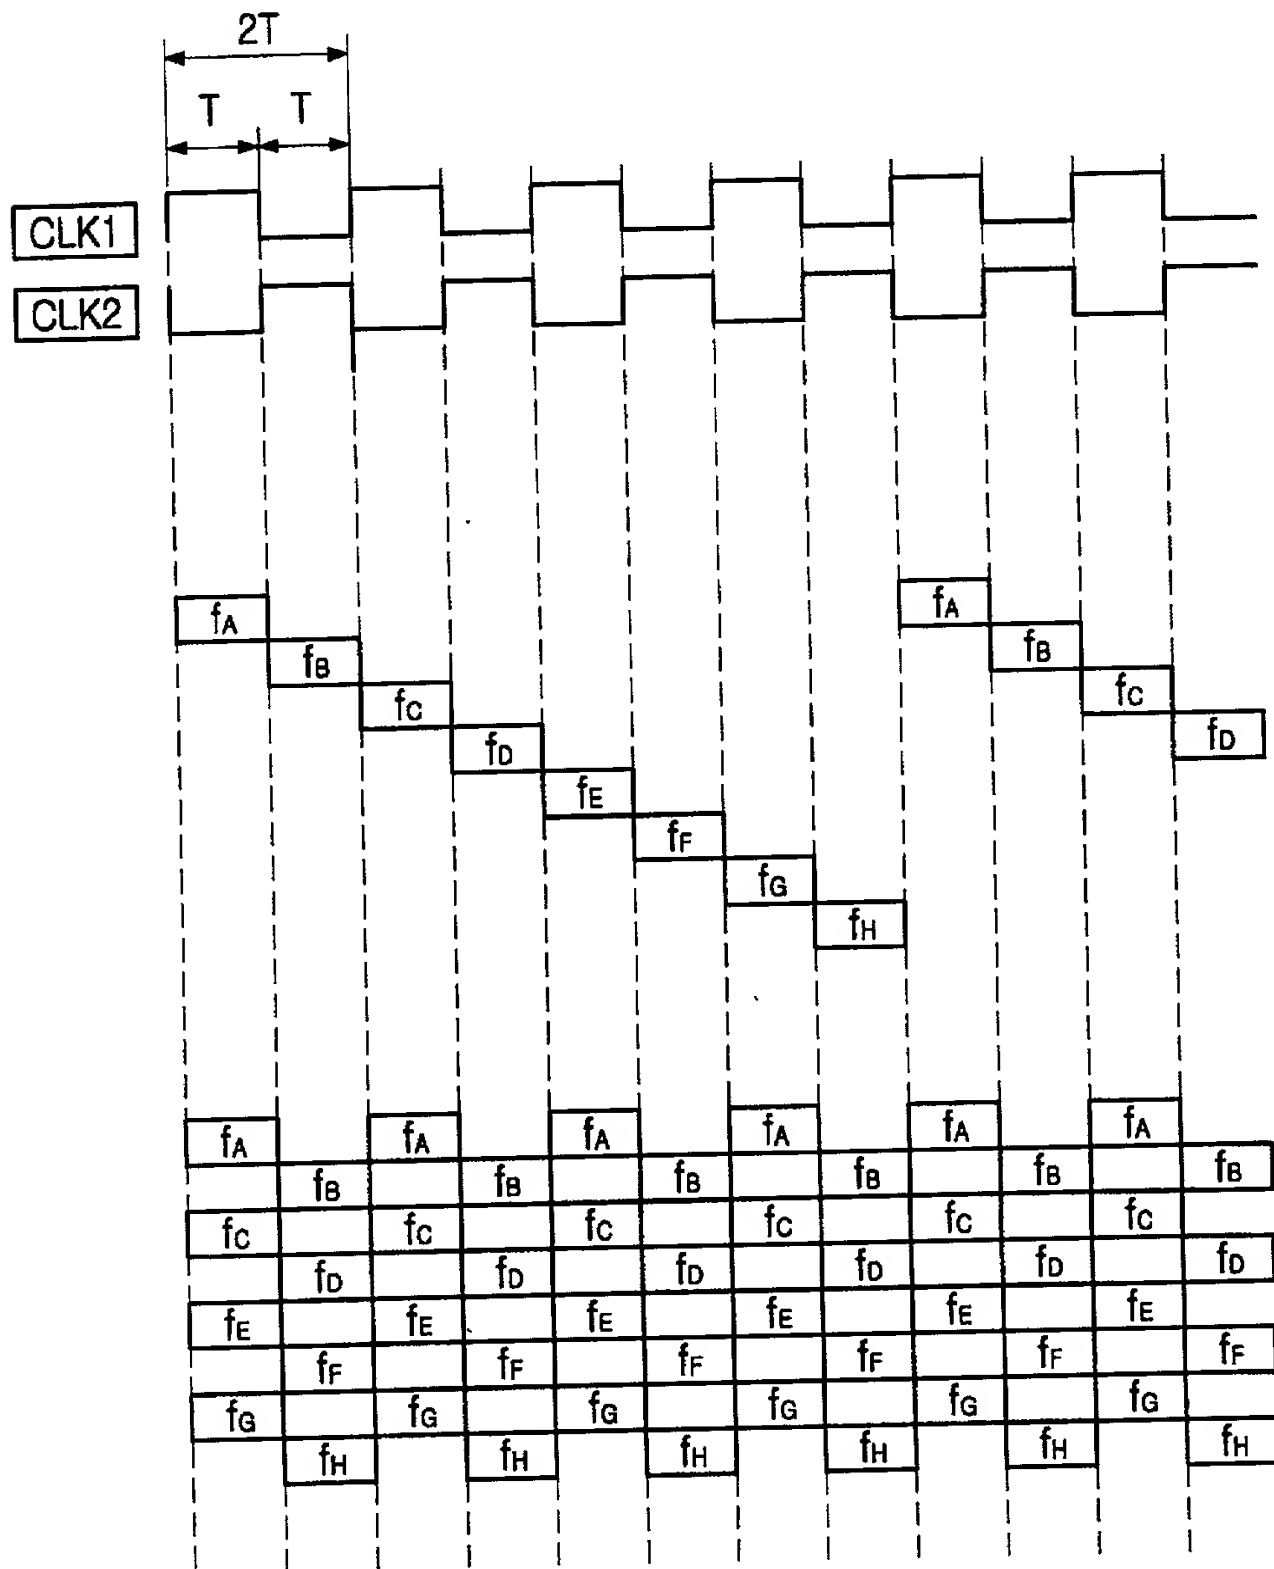 2T
T T
CLK1
CLK2
fA fA
fB fB
fC fC
fD fD
fE
fF
fG
fH
fA fA fA fA fA fA
fB fB fB fB fB fB
fC fC fC fC fC fC
fD fD fD fD fD fD
fE fE fE fE fE fE
fF fF fF fF fF fF
fG fG fG fG fG fG
fH fH fH fH fH fH